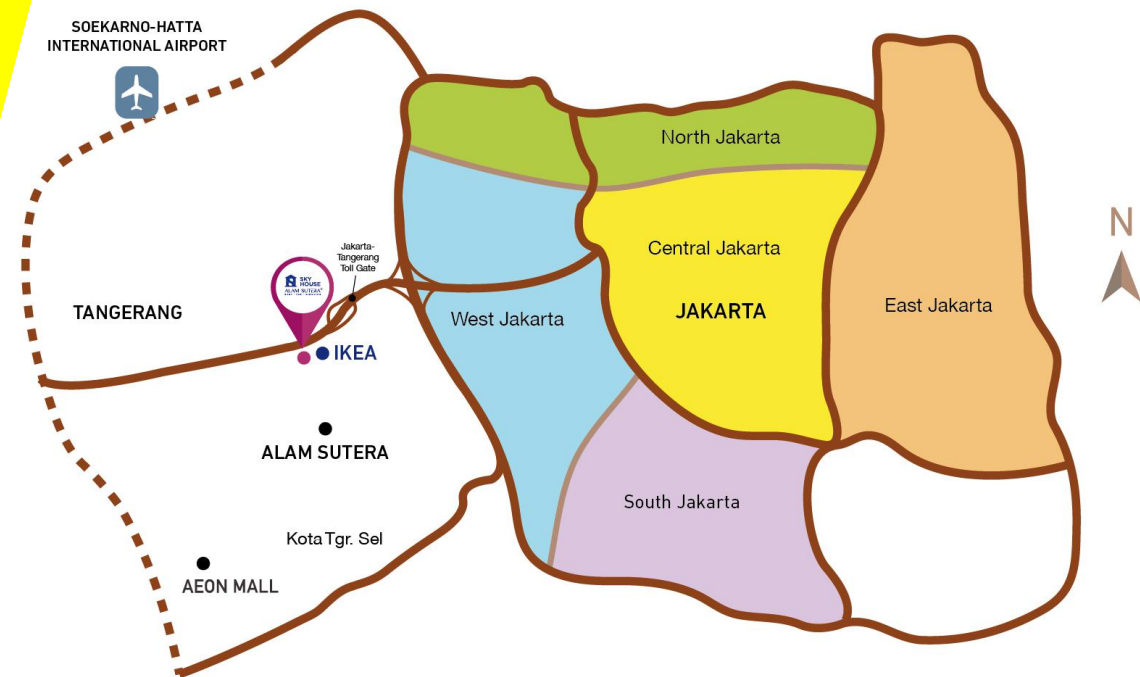 SOEKARNO-HATTA
INTERNATIONAL AIRPORT
North Jakarta
N
Central Jakarta
Jakarta-
Tangerang
Toll Gate
SKY
HOUSE
ALAM SUTERA+
TANGERANG
West Jakarta
JAKARTA
East Jakarta
IKEA
ALAM SUTERA
South Jakarta
Kota Tgr. Sel
AEON MALL